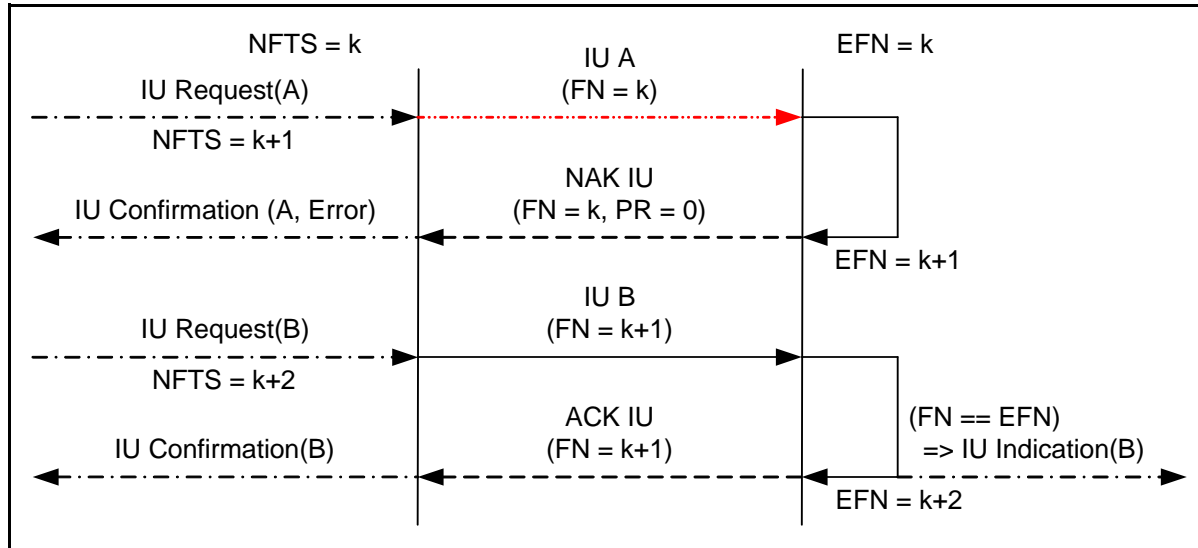 NFTS = k
EFN = k
IU A
(FN = k)
IU Request(A)
NFTS = k+1
NAK IU
(FN = k, PR = 0)
IU Confirmation (A, Error)
EFN = k+1
IU B
(FN = k+1)
IU Request(B)
NFTS = k+2
ACK IU
(FN = k+1)
IU Confirmation(B)
(FN == EFN)
=> IU Indication(B)
EFN = k+2